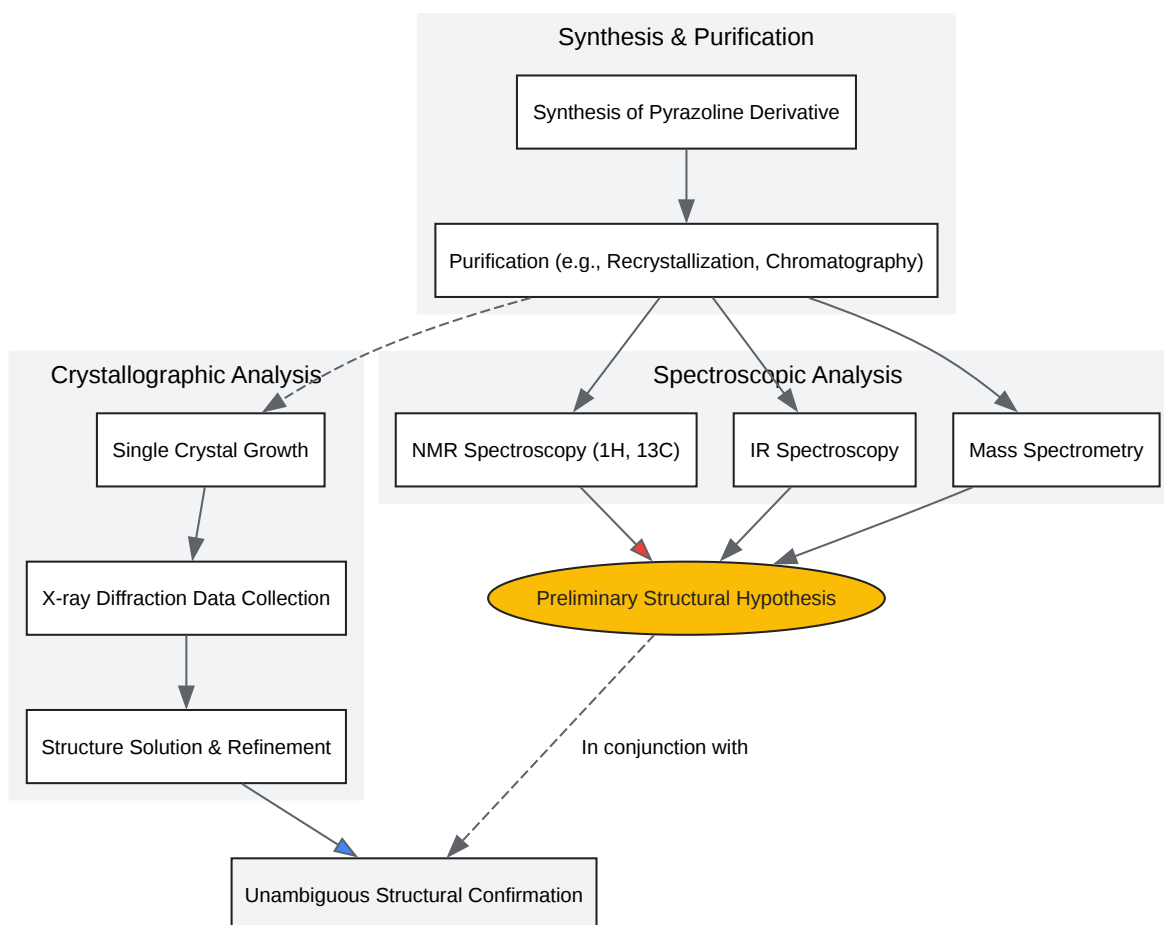 Synthesis & Purification
Synthesis of Pyrazoline Derivative
Purification (e.g., Recrystallization, Chromatography)
Crystallographic Analysis
Spectroscopic Analysis
Single Crystal Growth
NMR Spectroscopy (1H, 13C)
IR Spectroscopy
Mass Spectrometry
X-ray Diffraction Data Collection
Preliminary Structural Hypothesis
Structure Solution & Refinement
In conjunction with
Unambiguous Structural Confirmation